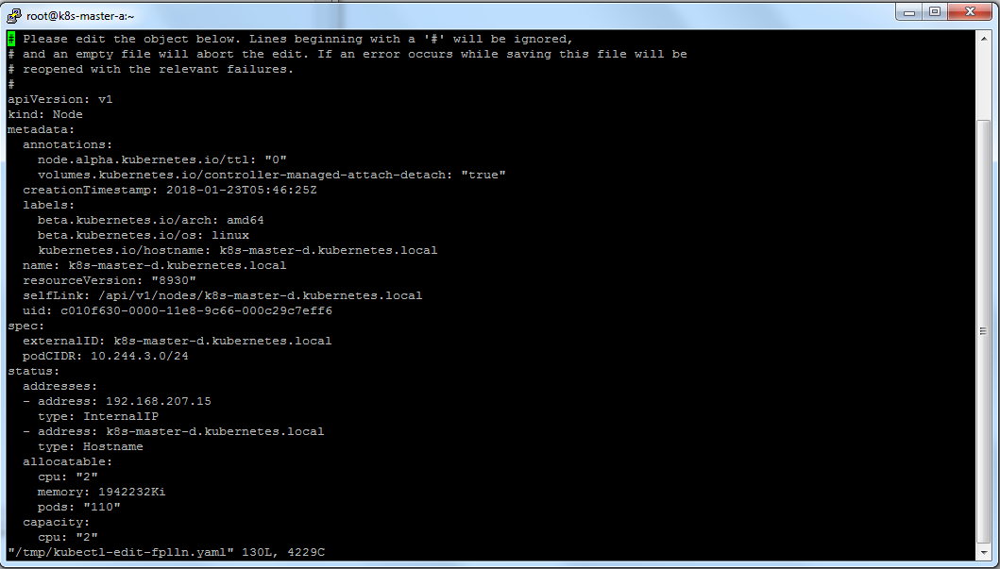 root@k8s-master-a:~
# Please edit the object below. Lines beginning with a '#' will be ignored,
# and an empty file will abort the edit. If an error occurs while saving this file will be
# reopened with the relevant failures.
#
apiVersion: v1
kind: Node
metadata:
  annotations:
    node.alpha.kubernetes.io/ttl: "0"
    volumes.kubernetes.io/controller-managed-attach-detach: "true"
  creationTimestamp: 2018-01-23T05:46:25Z
  labels:
    beta.kubernetes.io/arch: amd64
    beta.kubernetes.io/os: linux
    kubernetes.io/hostname: k8s-master-d.kubernetes.local
  name: k8s-master-d.kubernetes.local
  resourceVersion: "8930"
  selfLink: /api/v1/nodes/k8s-master-d.kubernetes.local
  uid: c010f630-0000-11e8-9c66-000c29c7eff6
spec:
  externalID: k8s-master-d.kubernetes.local
  podCIDR: 10.244.3.0/24
status:
  addresses:
  - address: 192.168.207.15
    type: InternalIP
  - address: k8s-master-d.kubernetes.local
    type: Hostname
  allocatable:
    cpu: "2"
    memory: 1942232Ki
    pods: "110"
  capacity:
    cpu: "2"
"/tmp/kubectl-edit-fplln.yaml" 130L, 4229C